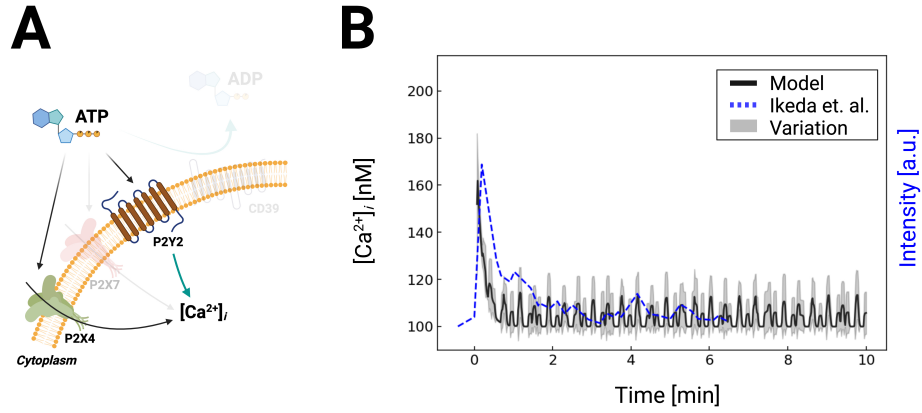 A
ADP
ATP
CD39
P2Y2
P2X7
[Ca²⁺]ᵢ
P2X4
Cytoplasm
B
200
180
160
140
120
100
[Ca²⁺]ᵢ [nM]
Model
Ikeda et. al.
Variation
Intensity [a.u.]
0 2 4 6 8 10
Time [min]